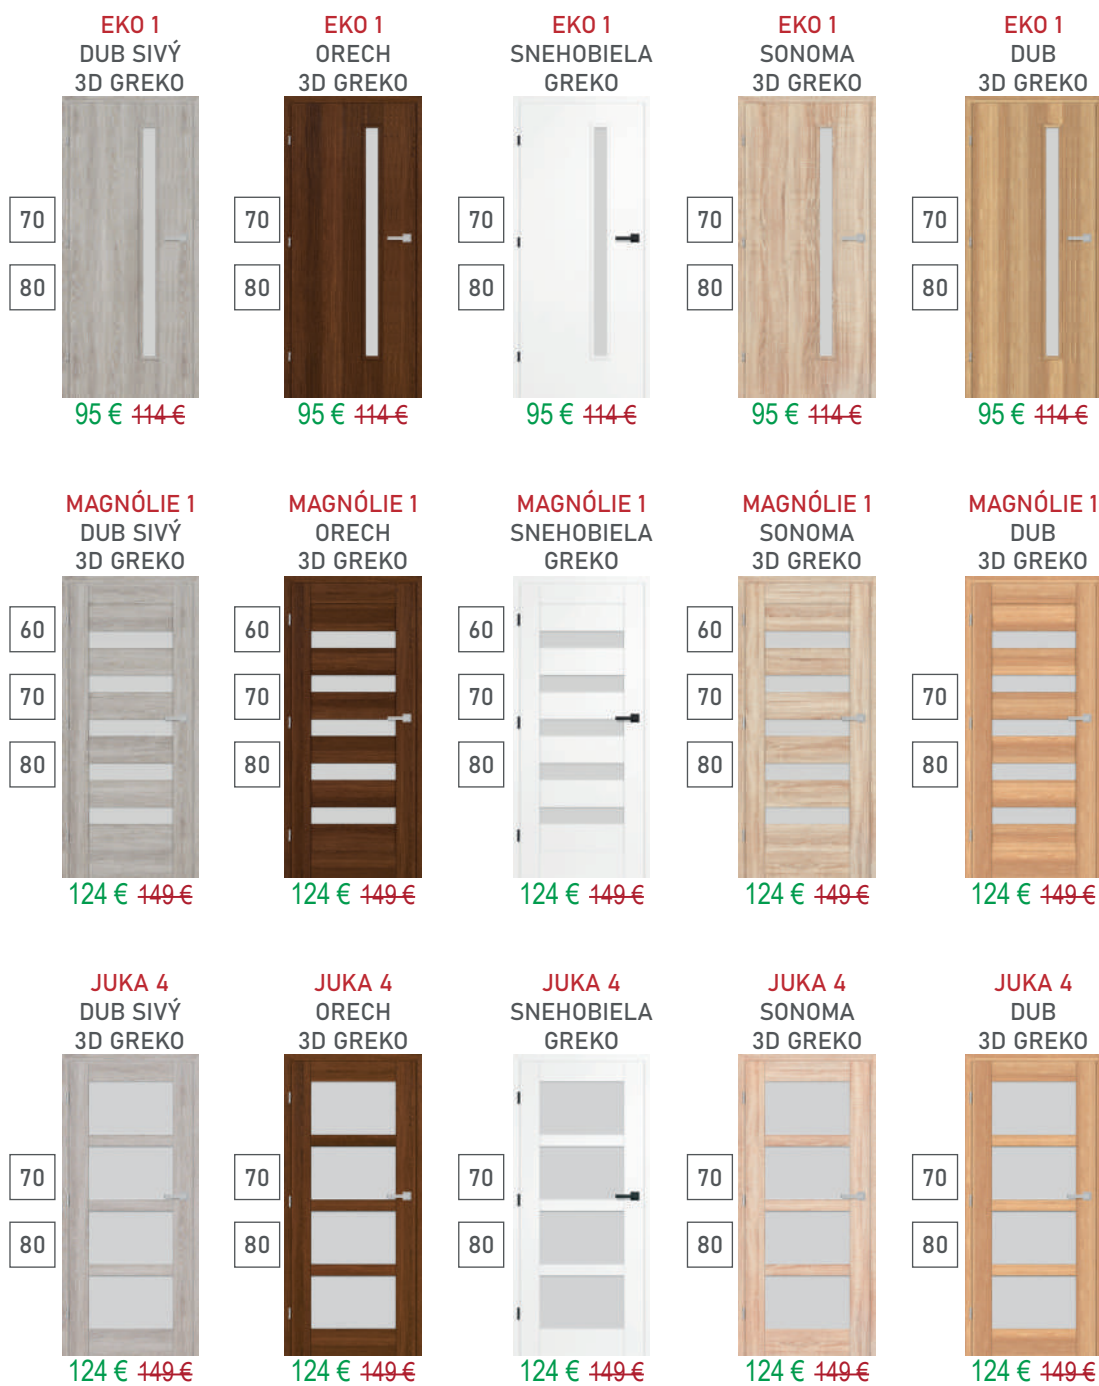 EKO 1
DUB SIVÝ
3D GREKO
70
80
95 € 114 €
EKO 1
ORECH
3D GREKO
70
80
95 € 114 €
EKO 1
SNEHOBIELA
GREKO
70
80
95 € 114 €
EKO 1
SONOMA
3D GREKO
70
80
95 € 114 €
EKO 1
DUB
3D GREKO
70
80
95 € 114 €
MAGNÓLIE 1
DUB SIVÝ
3D GREKO
60
70
80
124 € 149 €
MAGNÓLIE 1
ORECH
3D GREKO
60
70
80
124 € 149 €
MAGNÓLIE 1
SNEHOBIELA
GREKO
60
70
80
124 € 149 €
MAGNÓLIE 1
SONOMA
3D GREKO
60
70
80
124 € 149 €
MAGNÓLIE 1
DUB
3D GREKO
70
80
124 € 149 €
JUKA 4
DUB SIVÝ
3D GREKO
70
80
124 € 149 €
JUKA 4
ORECH
3D GREKO
70
80
124 € 149 €
JUKA 4
SNEHOBIELA
GREKO
70
80
124 € 149 €
JUKA 4
SONOMA
3D GREKO
70
80
124 € 149 €
JUKA 4
DUB
3D GREKO
70
80
124 € 149 €